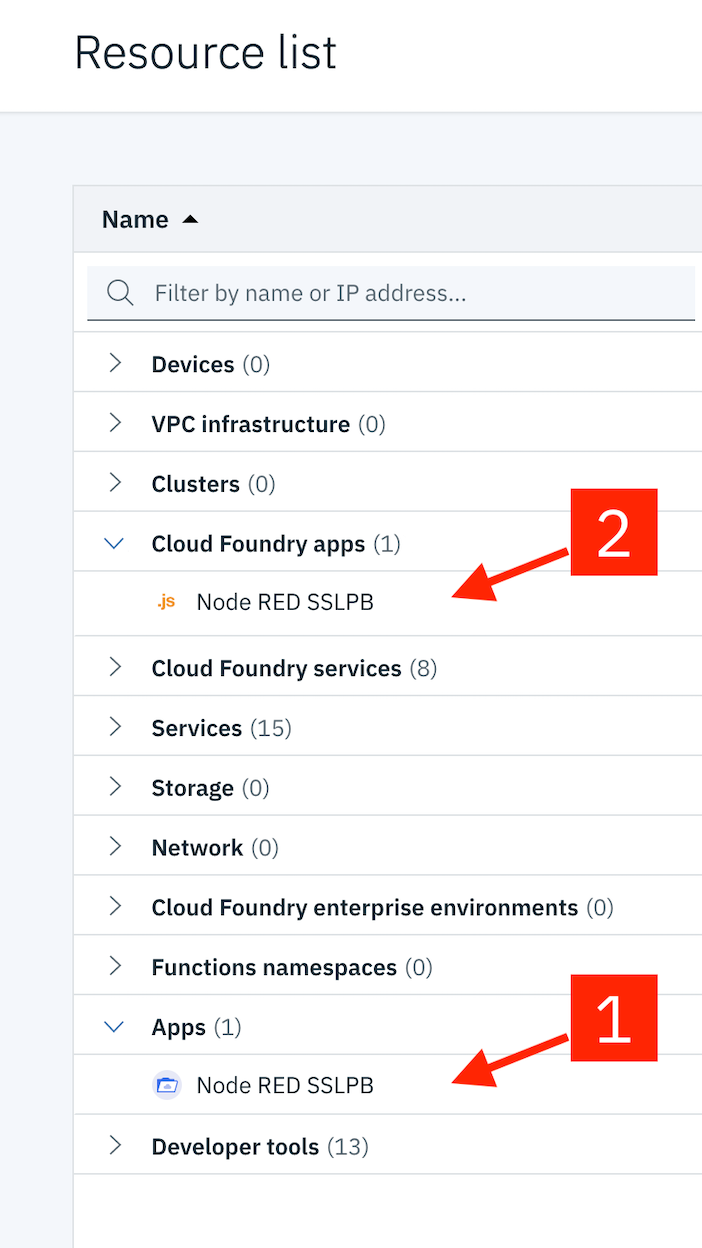 Resource list
Name
Filter by name or IP address...
Devices (0)
VPC infrastructure (0)
Clusters (0)
2
Cloud Foundry apps (1)
.js Node RED SSLPB
Cloud Foundry services (8)
Services (15)
Storage (0)
Network (0)
Cloud Foundry enterprise environments (0)
Functions namespaces (0)
1
Apps (1)
Node RED SSLPB
Developer tools (13)